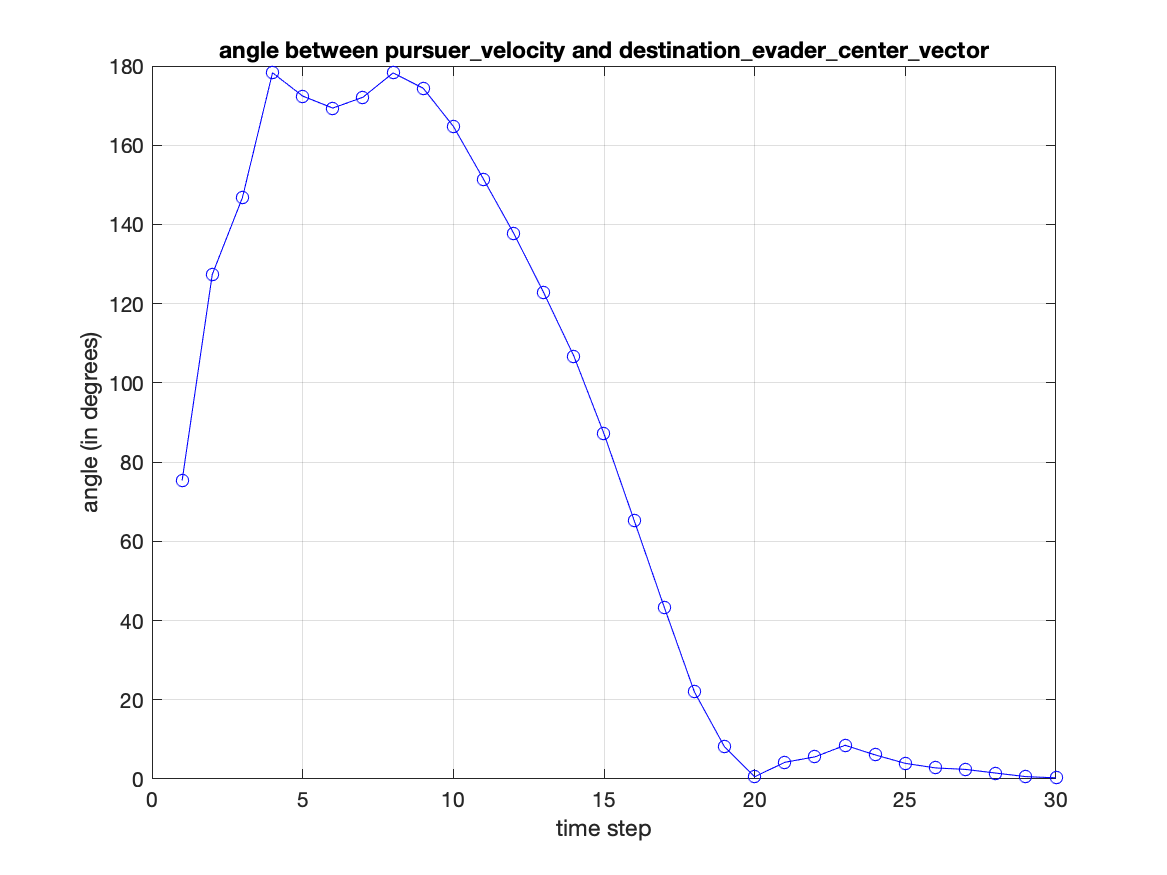 angle between pursuer_velocity and destination_evader_center_vector
180
160
140
120
100
80
60
40
20
0
angle (in degrees)
0 5 10 15 20 25 30
time step